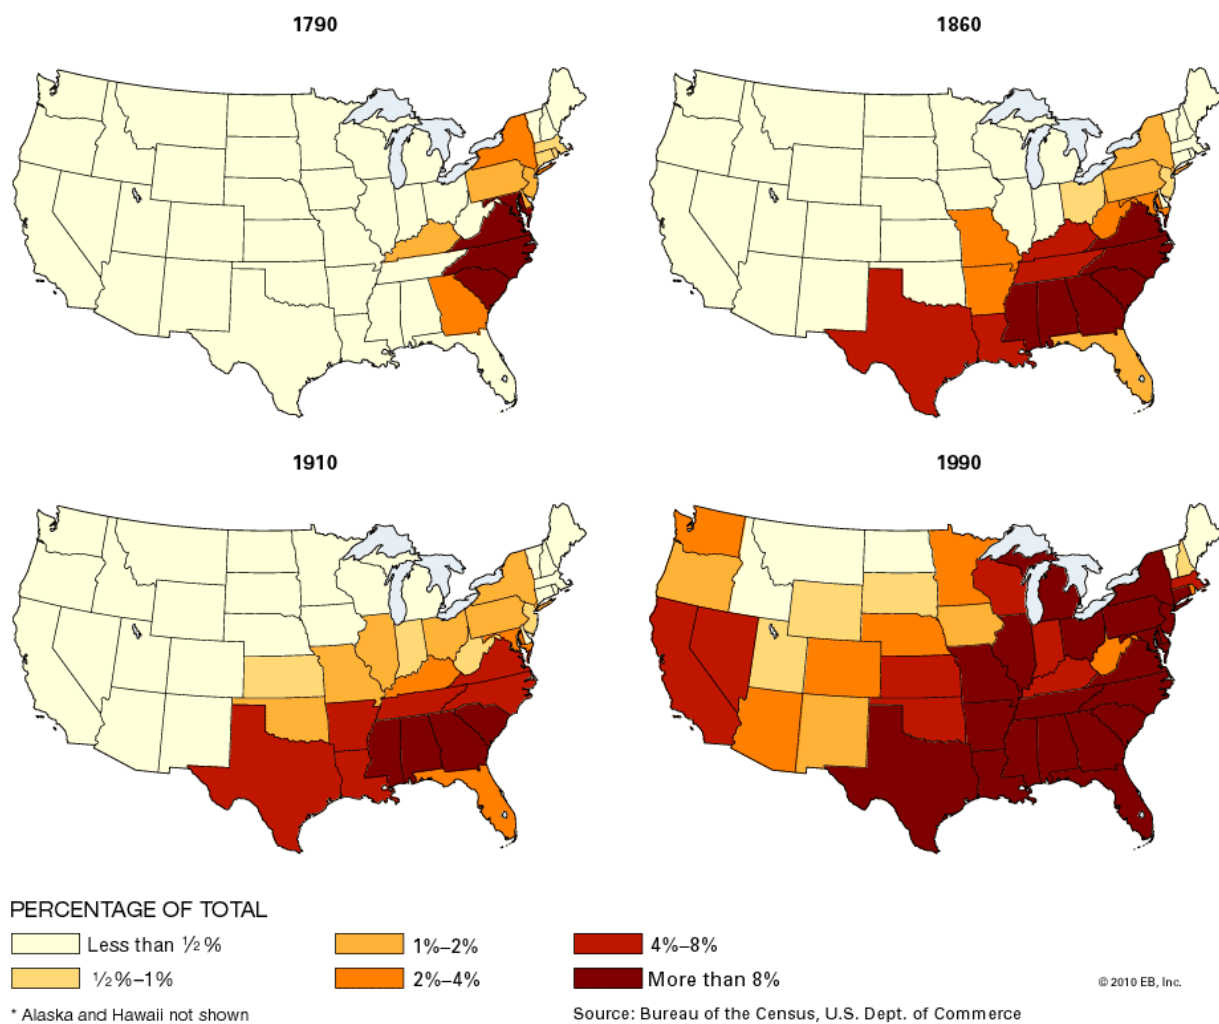 1790
1860
1910
1990
PERCENTAGE OF TOTAL
Less than ½ %
1%–2%
4%–8%
½%–1%
2%–4%
More than 8%
© 2010 EB, Inc.
* Alaska and Hawaii not shown
Source: Bureau of the Census, U.S. Dept. of Commerce